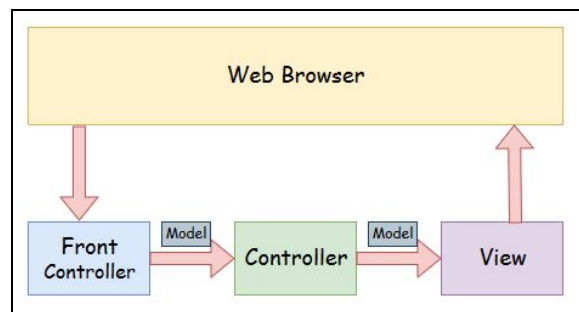 Web Browser
Model
Model
Front
Controller
Controller
View